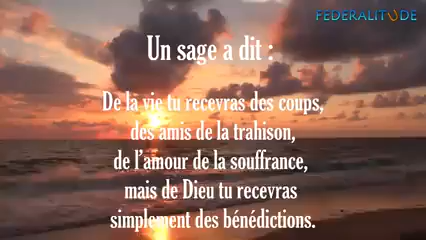 FEDERALITUDE
Un sage a dit :
De la vie tu recevras des coups,
des amis de la trahison,
de l'amour de la souffrance,
mais de Dieu tu recevras
simplement des bénédictions.